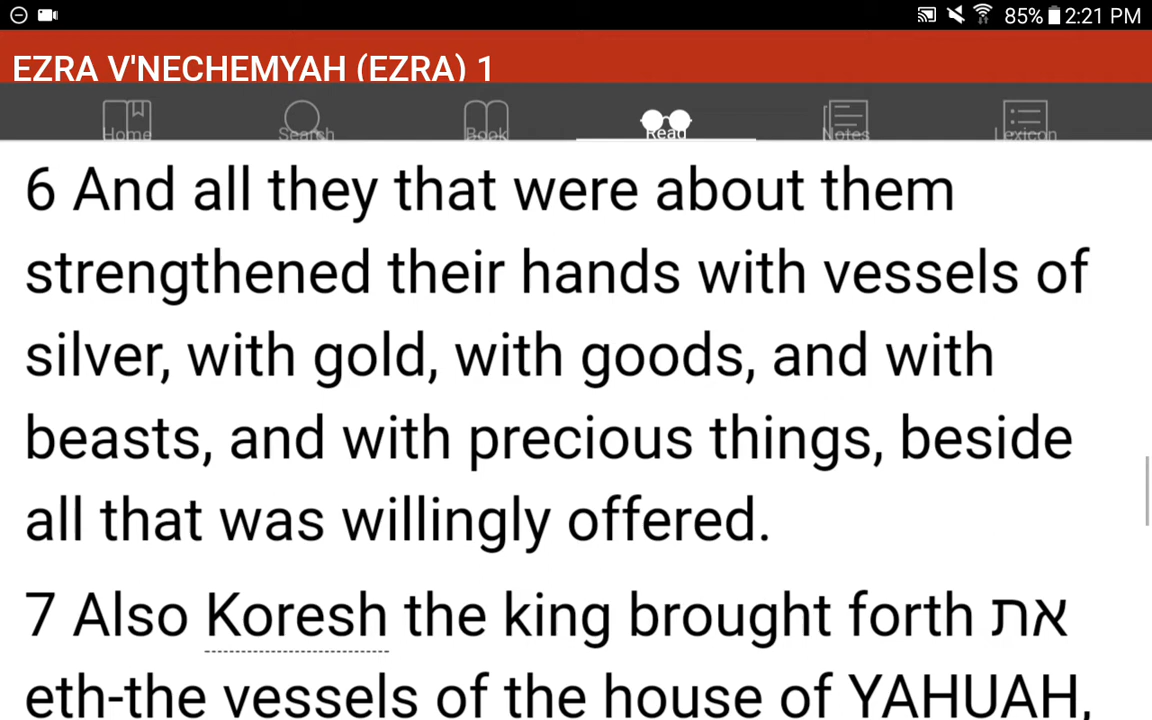 85% 2:21 PM
EZRA V'NECHEMYAH (EZRA) 1
Home Search Book Read Notes Lexicon
6 And all they that were about them
strengthened their hands with vessels of
silver, with gold, with goods, and with
beasts, and with precious things, beside
all that was willingly offered.
7 Also Koresh the king brought forth את
eth-the vessels of the house of YAHUAH,